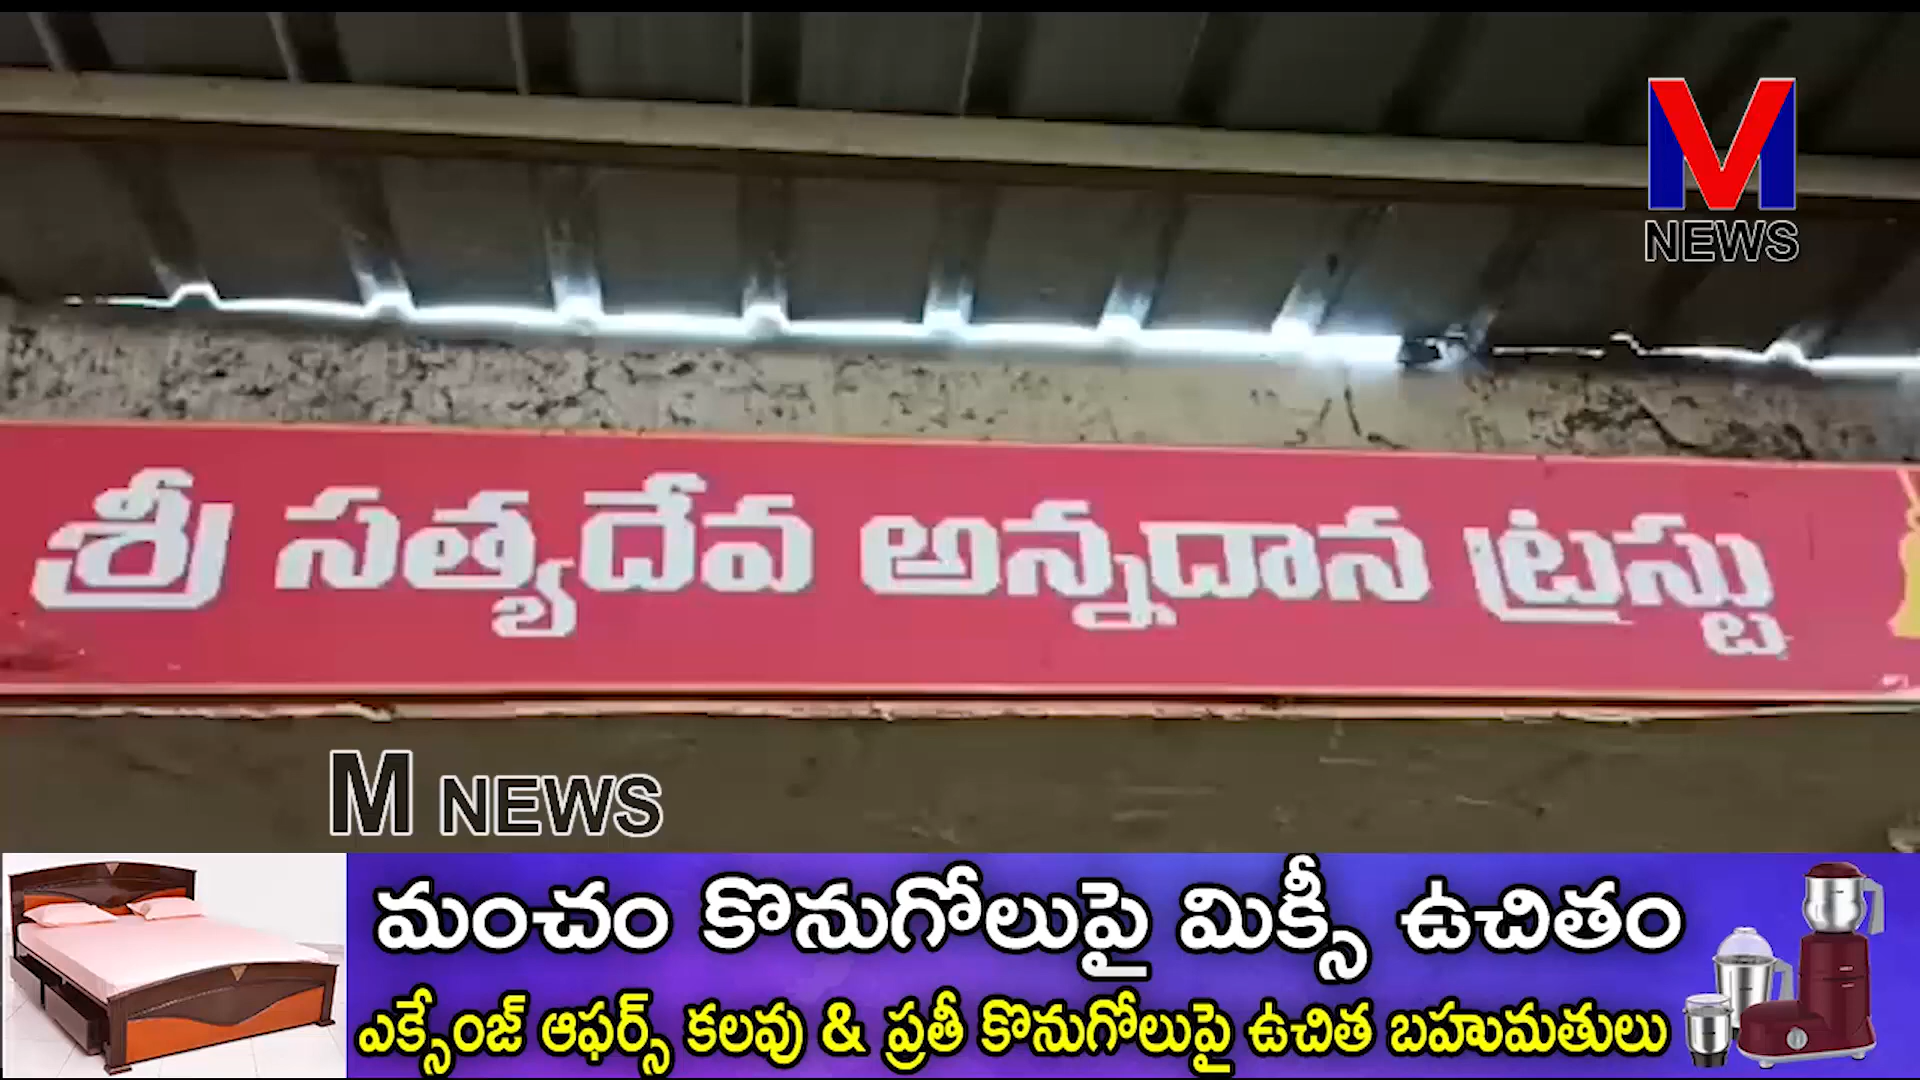 M
NEWS
శ్రీ సత్యదేవ అన్నదాన ట్రస్టు
M NEWS
మంచం కొనుగోలుపై మిక్సీ ఉచితం
ఎక్సేంజ్ ఆఫర్స్ కలవు & ప్రతీ కొనుగోలుపై ఉచిత బహుమతులు